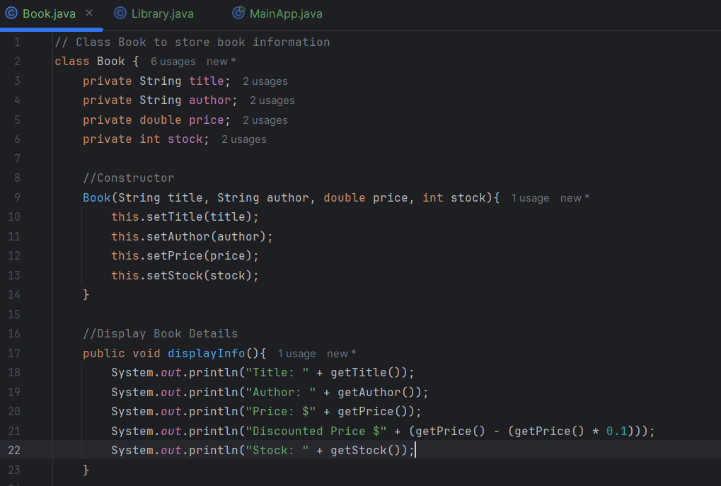 Book.java × Library.java MainApp.java
1 // Class Book to store book information
2 class Book { 6 usages new *
3 private String title; 2 usages
4 private String author; 2 usages
5 private double price; 2 usages
6 private int stock; 2 usages
7
8 //Constructor
9 Book(String title, String author, double price, int stock){ 1 usage new *
10 this.setTitle(title);
11 this.setAuthor(author);
12 this.setPrice(price);
13 this.setStock(stock);
14 }
15
16 //Display Book Details
17 public void displayInfo(){ 1 usage new *
18 System.out.println("Title: " + getTitle());
19 System.out.println("Author: " + getAuthor());
20 System.out.println("Price: $" + getPrice());
21 System.out.println("Discounted Price $" + (getPrice() - (getPrice() * 0.1)));
22 System.out.println("Stock: " + getStock());
23 }